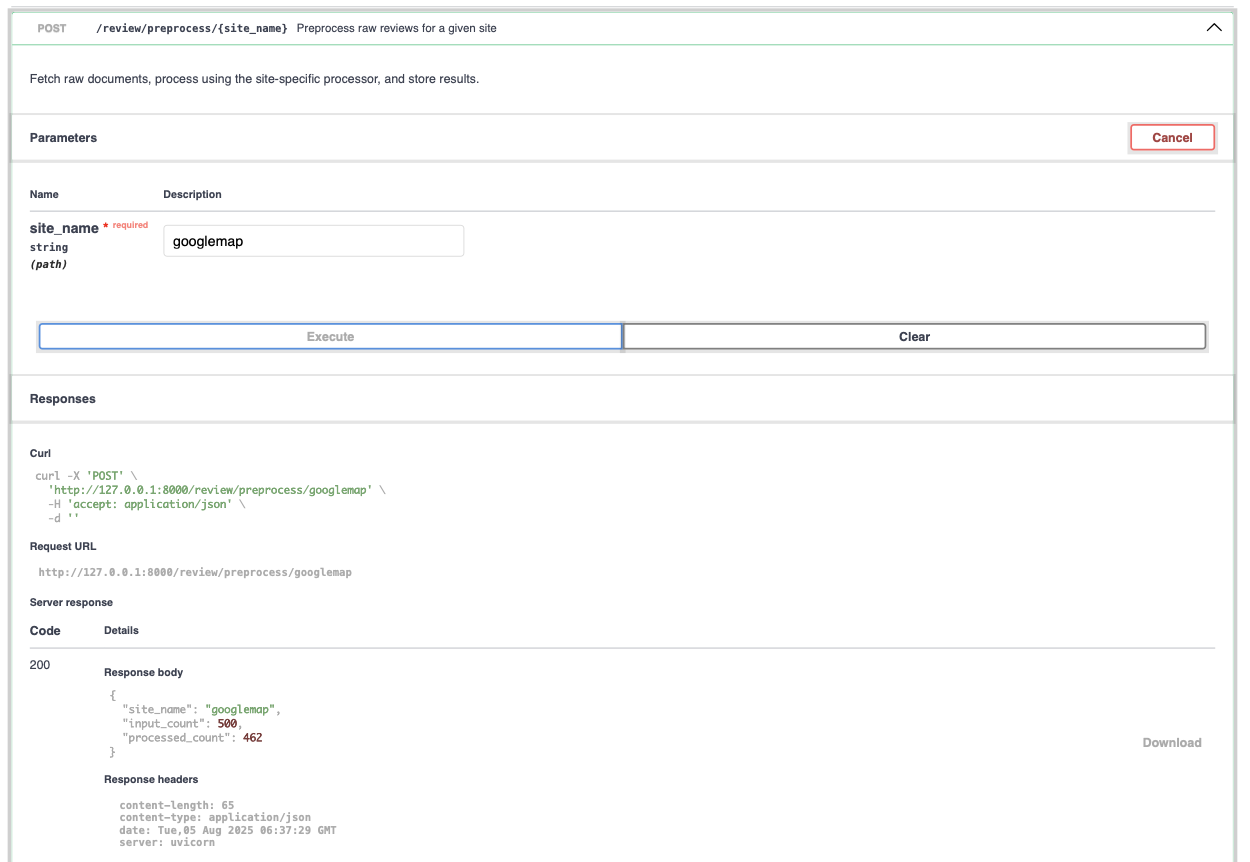 POST /review/preprocess/{site_name} Preprocess raw reviews for a given site
Fetch raw documents, process using the site-specific processor, and store results.
Parameters Cancel
Name Description
site_name * required
string
(path)
googlemap
Execute Clear
Responses
Curl
curl -X 'POST' \
'http://127.0.0.1:8000/review/preprocess/googlemap' \
-H 'accept: application/json' \
-d ''
Request URL
http://127.0.0.1:8000/review/preprocess/googlemap
Server response
Code Details
200
Response body
{
"site_name": "googlemap",
"input_count": 500,
"processed_count": 462
}
Download
Response headers
content-length: 65
content-type: application/json
date: Tue,05 Aug 2025 06:37:29 GMT
server: uvicorn